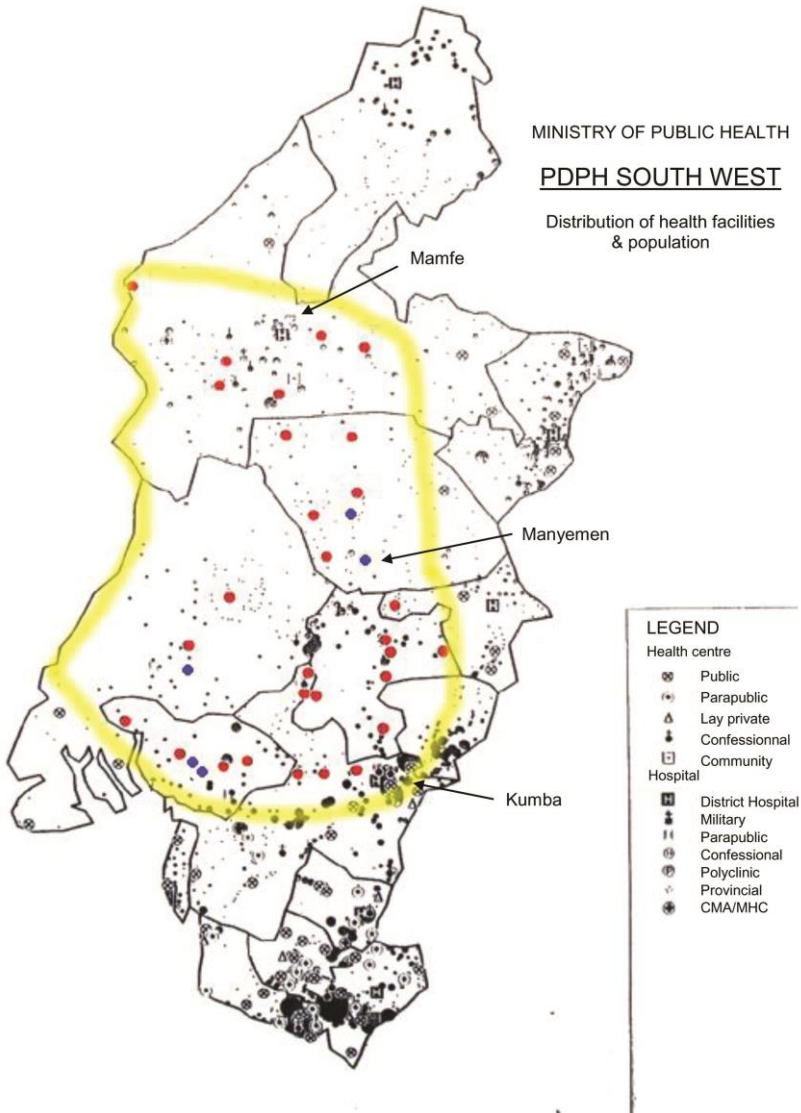 MINISTRY OF PUBLIC HEALTH
PDPH SOUTH WEST
Distribution of health facilities
& population
Mamfe
Manyemen
Kumba
LEGEND
Health centre
Public
Parapublic
Lay private
Confessionnal
Community
Hospital
District Hospital
Military
Parapublic
Confessional
Polyclinic
Provincial
CMA/MHC